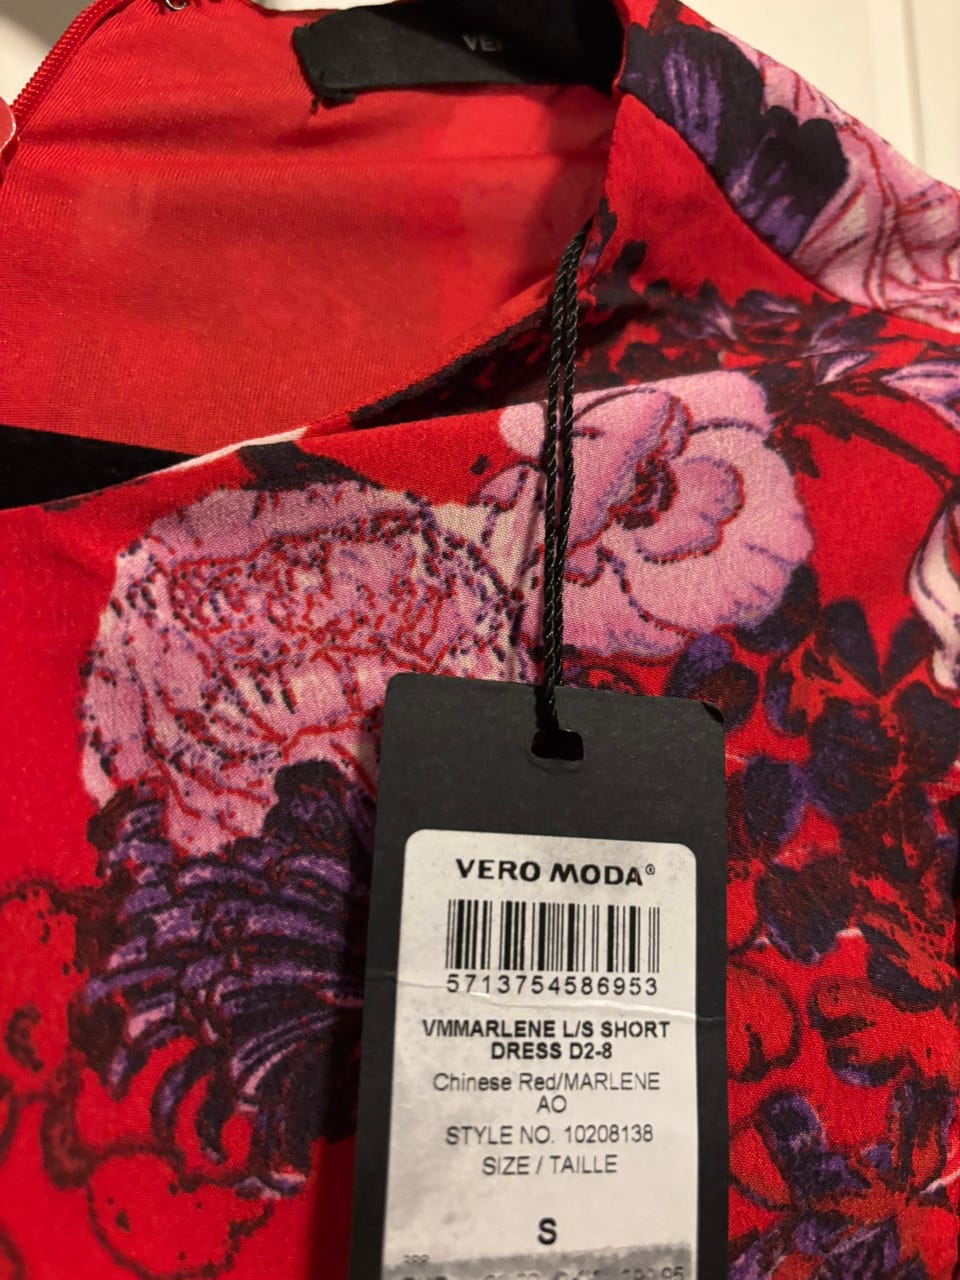 VERO MODA®
5713754586953
VMMARLENE L/S SHORT
DRESS D2-8
Chinese Red/MARLENE
AO
STYLE NO. 10208138
SIZE / TAILLE
S